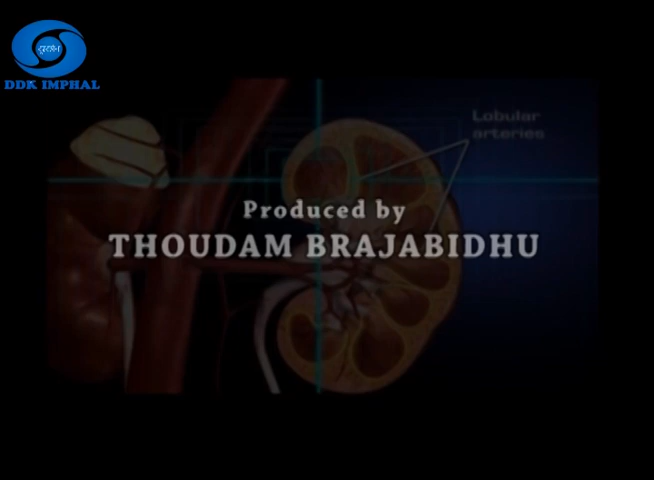 DDK IMPHAL
Lobular
arteries
Produced by
THOUDAM BRAJABIDHU